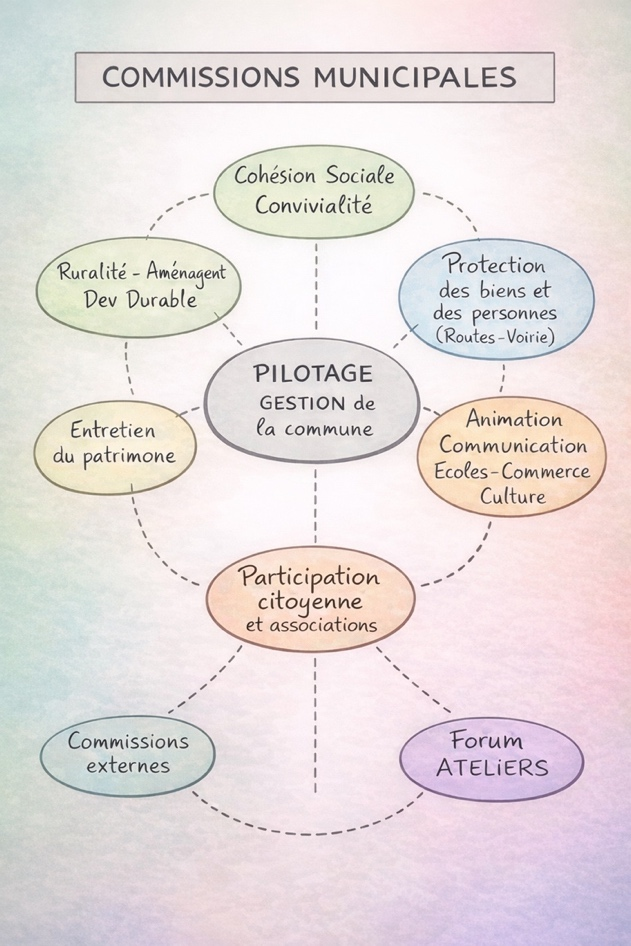 COMMISSIONS MUNICIPALES
Cohésion Sociale
Convivialité
Ruralité - Aménagent
Dev Durable
Protection
des biens et
des personnes
(Routes-Voirie)
PILOTAGE
GESTION de
la commune
Entretien
du patrimone
Animation
Communication
Ecoles-Commerce
Culture
Participation
citoyenne
et associations
Commissions
externes
Forum
ATELiERS